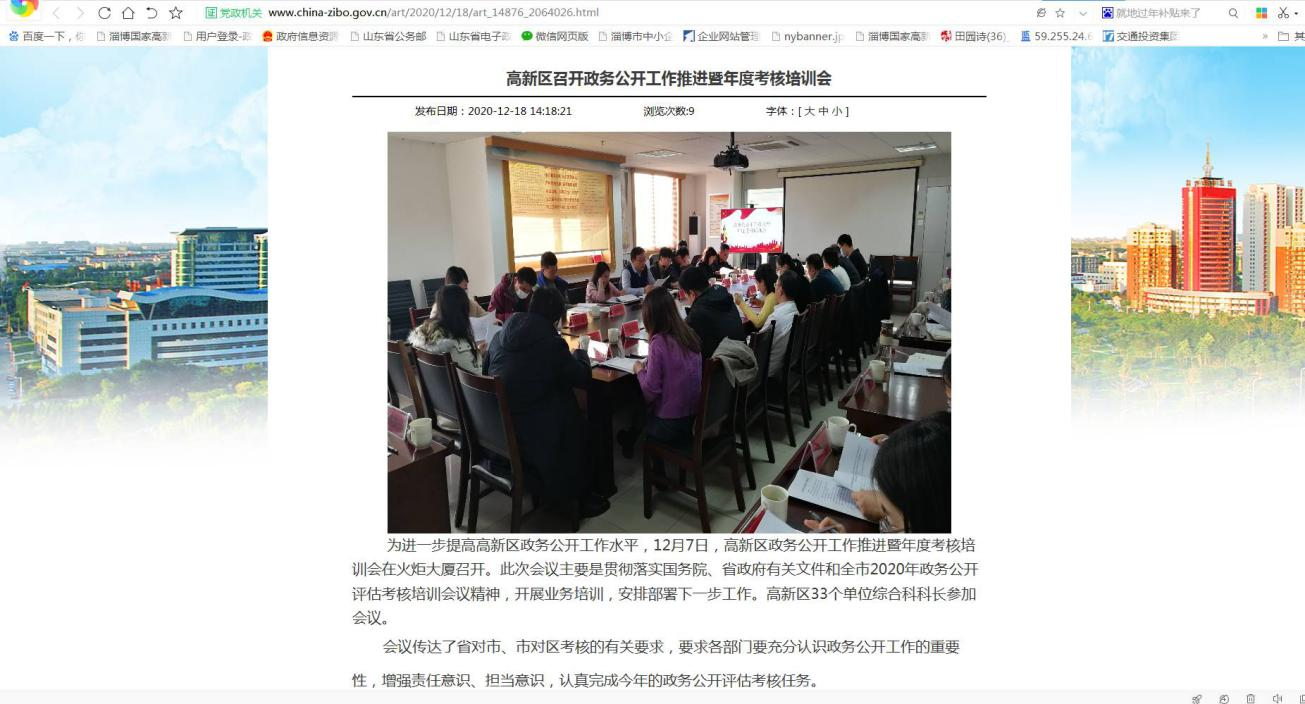 证 党政机关 www.china-zibo.gov.cn/art/2020/12/18/art_14876_2064026.html 就地过年补贴来了
百度一下，你 淄博国家高新 用户登录-政 政府信息资源 山东省公务邮 山东省电子政 微信网页版 淄博市中小企 企业网站管理 nybanner.jp 淄博国家高新 田园诗(36)_ 59.255.24.6 交通投资集团 » 其
高新区召开政务公开工作推进暨年度考核培训会
发布日期：2020-12-18 14:18:21 浏览次数:9 字体：[ 大 中 小 ]
为进一步提高高新区政务公开工作水平，12月7日，高新区政务公开工作推进暨年度考核培
训会在火炬大厦召开。此次会议主要是贯彻落实国务院、省政府有关文件和全市2020年政务公开
评估考核培训会议精神，开展业务培训，安排部署下一步工作。高新区33个单位综合科科长参加
会议。
会议传达了省对市、市对区考核的有关要求，要求各部门要充分认识政务公开工作的重要
性，增强责任意识、担当意识，认真完成今年的政务公开评估考核任务。